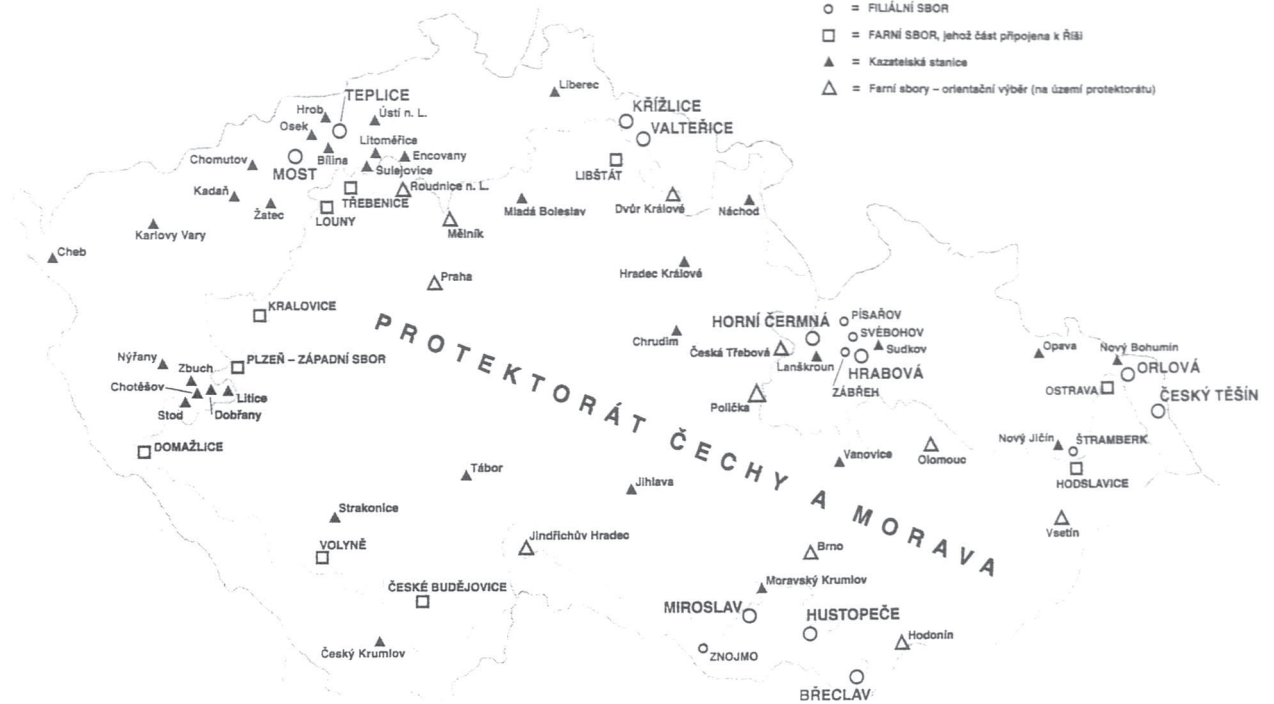 = FILIÁLNÍ SBOR
= FARNÍ SBOR, jehož část připojena k Říši
= Kazatelská stanice
= Farní sbory – orientační výběr (na území protektorátu)
Liberec
TEPLICE
KŘÍŽLICE
Hrob
Ústí n. L.
VALTEŘICE
Osek
Litoměřice
Bílina
Encovany
Chomutov
MOST
Sulejovice
LIBŠTÁT
Kadaň
Roudnice n. L.
TŘEBENICE
Žatec
LOUNY
Mladá Boleslav
Dvůr Králové
Náchod
Karlovy Vary
Mělník
Cheb
Hradec Králové
Praha
KRALOVICE
PROTEKTORÁT ČECHY A MORAVA
HORNÍ ČERMNÁ
PÍSAŘOV
SVÉBOHOV
Chrudim
Česká Třebová
Sudkov
Lanškroun
HRABOVÁ
ZÁBŘEH
Opava
Nový Bohumín
ORLOVÁ
OSTRAVA
ČESKÝ TĚŠÍN
Nýřany
Zbuch
PLZEŇ – ZÁPADNÍ SBOR
Chotěšov
Litice
Stod
Dobřany
Polička
DOMAŽLICE
Nový Jičín
ŠTRAMBERK
Vanovice
Olomouc
Tábor
Jihlava
HODSLAVICE
Strakonice
Vsetín
VOLYNĚ
Jindřichův Hradec
Brno
ČESKÉ BUDĚJOVICE
Moravský Krumlov
MIROSLAV
HUSTOPEČE
Hodonín
Český Krumlov
ZNOJMO
BŘECLAV